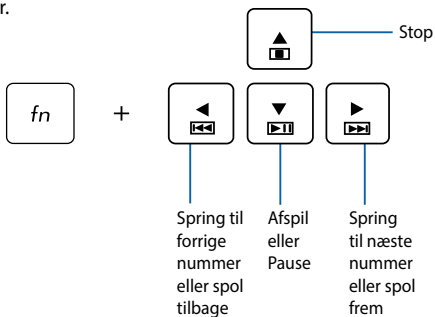 r.
Stop
fn
+
Spring til
forrige
nummer
eller spol
tilbage
Afspil
eller
Pause
Spring
til næste
nummer
eller spol
frem